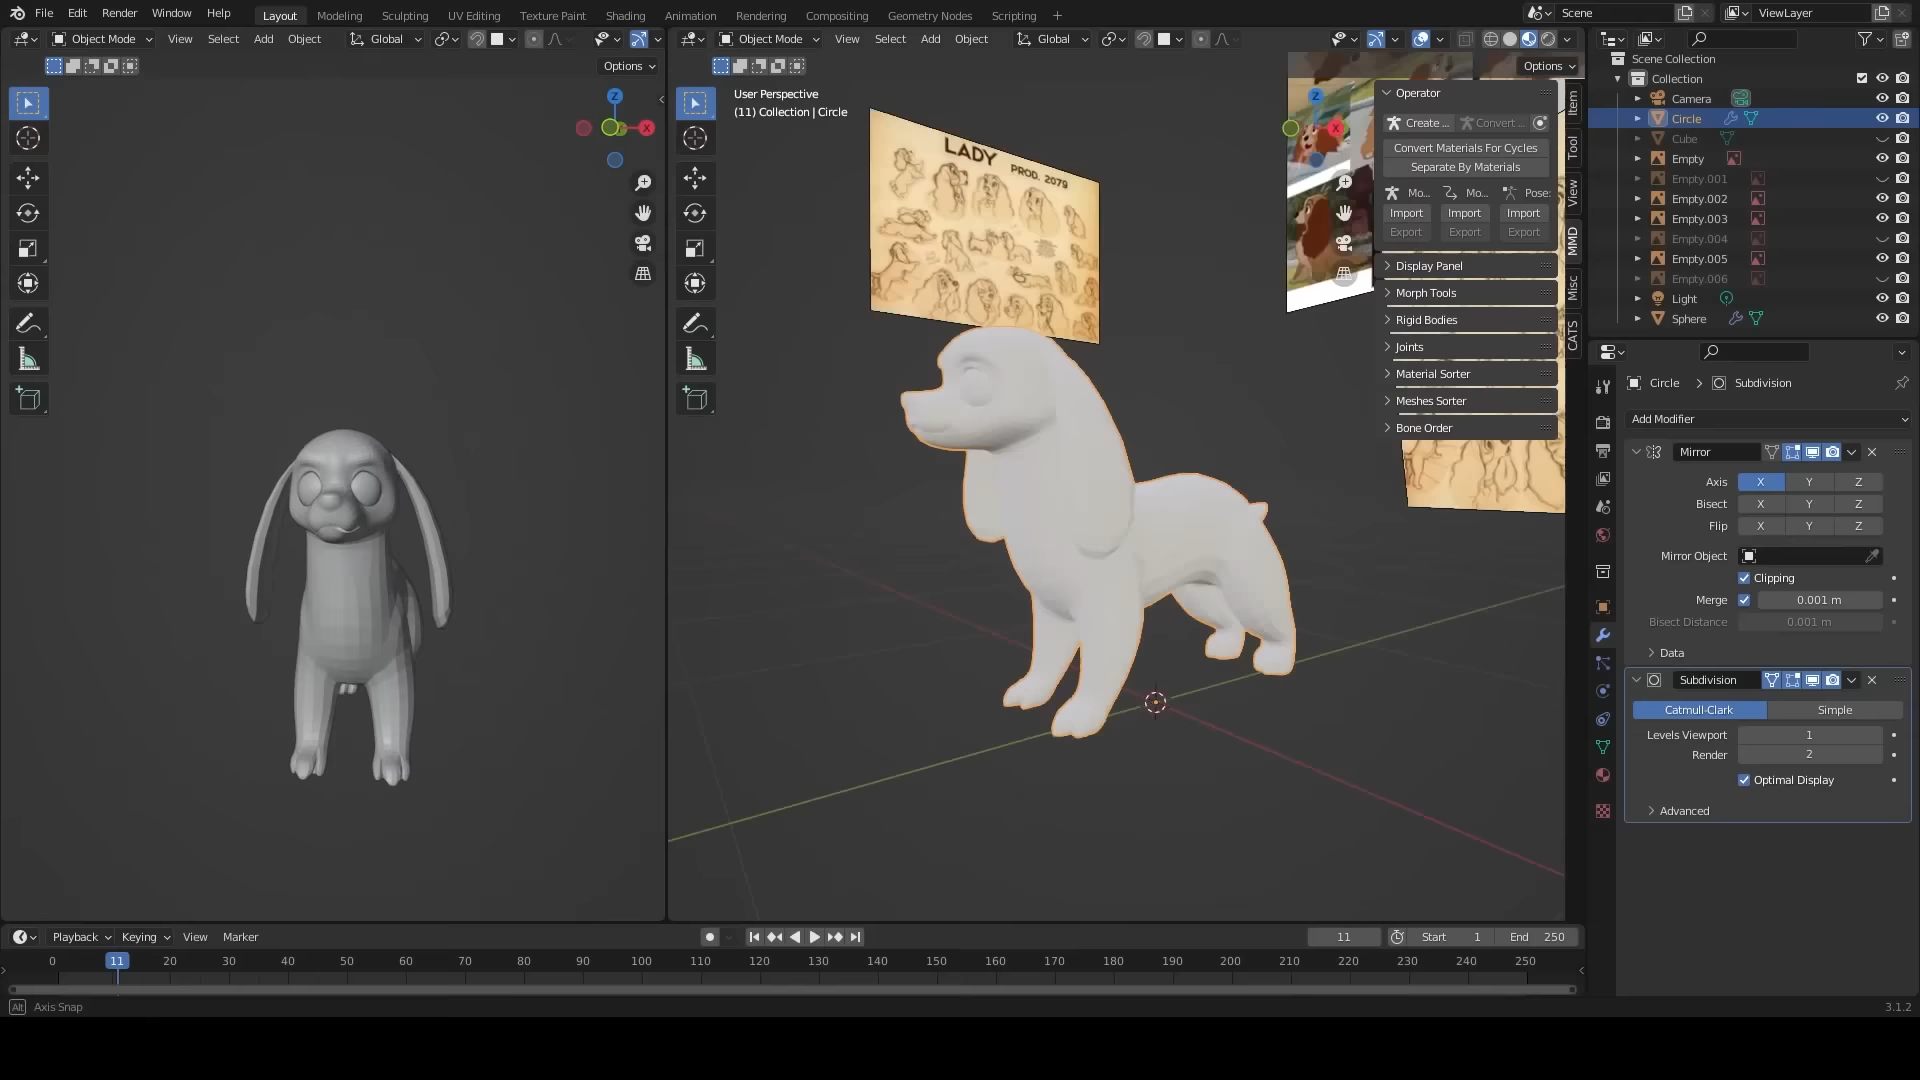 File Edit Render Window Help Layout Modeling Sculpting UV Editing Texture Paint Shading Animation Rendering Compositing Geometry Nodes Scripting + Scene ViewLayer
Object Mode View Select Add Object Global
Options
Object Mode View Select Add Object Global
Options
User Perspective
(11) Collection | Circle
Z
X
Z
X
LADY
PROD. 2079
Operator
Create ... Convert ...
Convert Materials For Cycles
Separate By Materials
Mo... Mo... Pose:
Import Import Import
Export Export Export
Display Panel
Morph Tools
Rigid Bodies
Joints
Material Sorter
Meshes Sorter
Bone Order
Item
Tool
View
MMD
Misc
CATS
Scene Collection
Collection
Camera
Circle
Cube
Empty
Empty.001
Empty.002
Empty.003
Empty.004
Empty.005
Empty.006
Light
Sphere
Circle > Subdivision
Add Modifier
Mirror
Axis X Y Z
Bisect X Y Z
Flip X Y Z
Mirror Object
Clipping
Merge 0.001 m
Bisect Distance 0.001 m
Data
Subdivision
Catmull-Clark Simple
Levels Viewport 1
Render 2
Optimal Display
Advanced
Playback Keying View Marker 11 Start 1 End 250
0 11 20 30 40 50 60 70 80 90 100 110 120 130 140 150 160 170 180 190 200 210 220 230 240 250
Alt Axis Snap 3.1.2